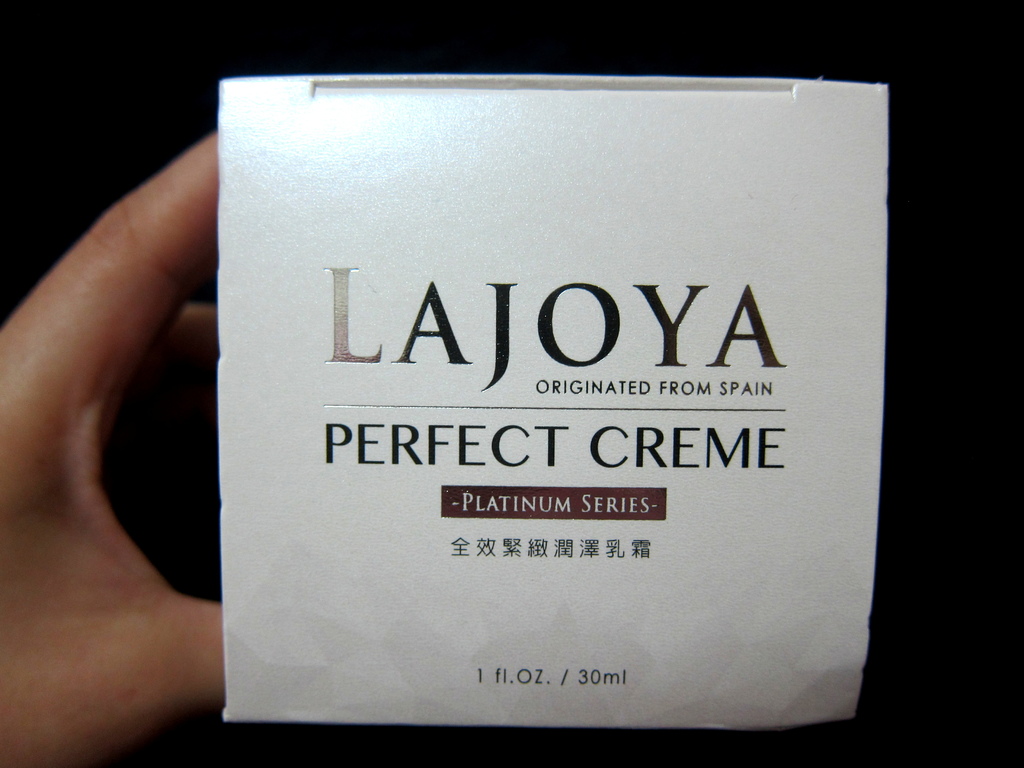 LAJOYA
ORIGINATED FROM SPAIN
PERFECT CREME
-PLATINUM SERIES-
全效緊緻潤澤乳霜
1 fl.OZ. / 30ml